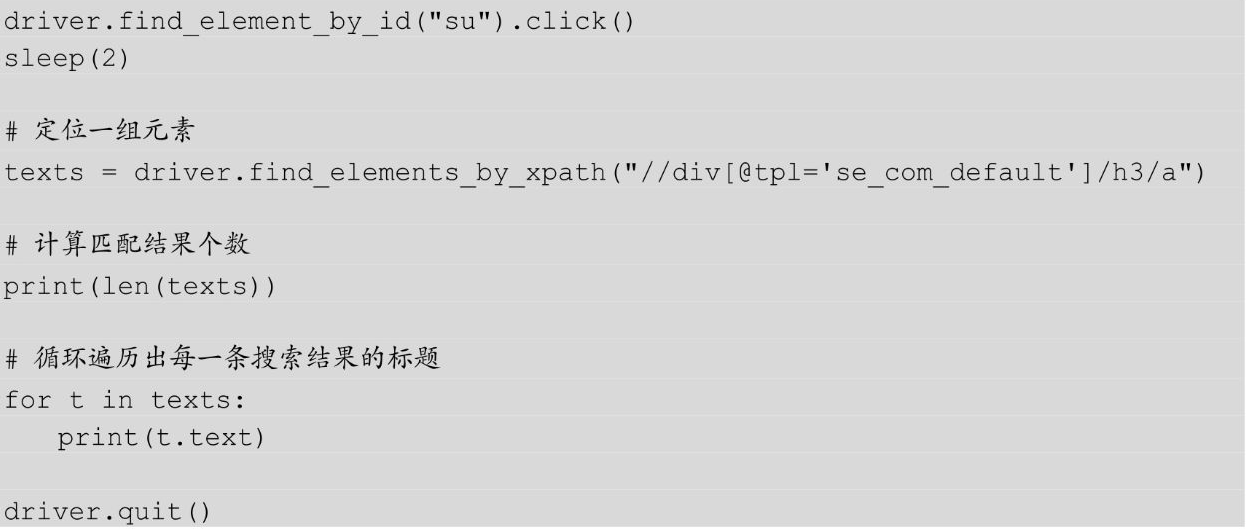 driver.find_element_by_id("su").click()
sleep(2)
# 定位一组元素
texts = driver.find_elements_by_xpath("//div[@tpl='se_com_default']/h3/a")
# 计算匹配结果个数
print(len(texts))
# 循环遍历出每一条搜索结果的标题
for t in texts:
    print(t.text)
driver.quit()